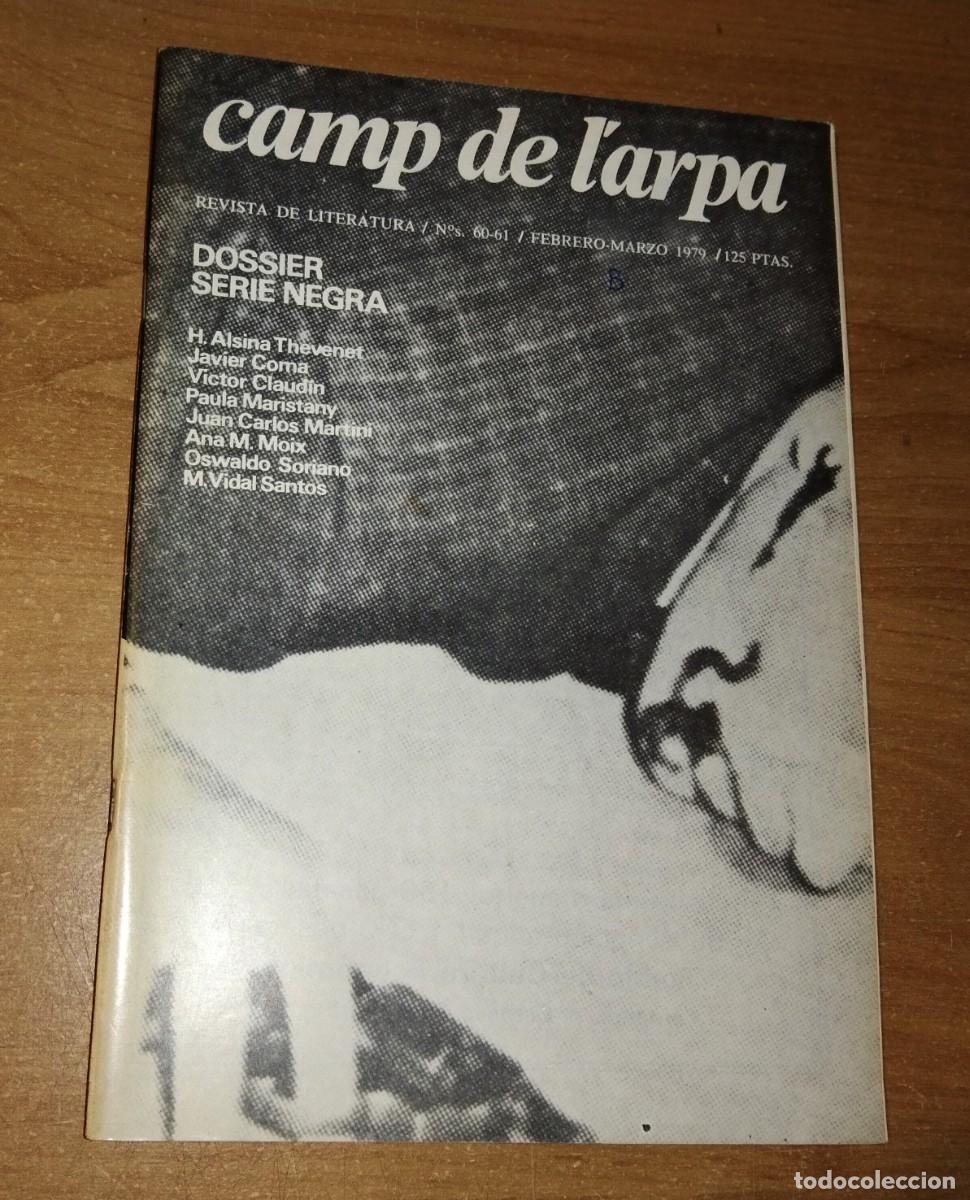 camp de l'arpa
REVISTA DE LITERATURA / Nºs. 60-61 / FEBRERO-MARZO 1979 / 125 PTAS.
B
DOSSIER
SERIE NEGRA
H. Alsina Thevenet
Javier Coma
Victor Claudín
Paula Maristany
Juan Carlos Martini
Ana M. Moix
Oswaldo Soriano
M. Vidal Santos
todocoleccion